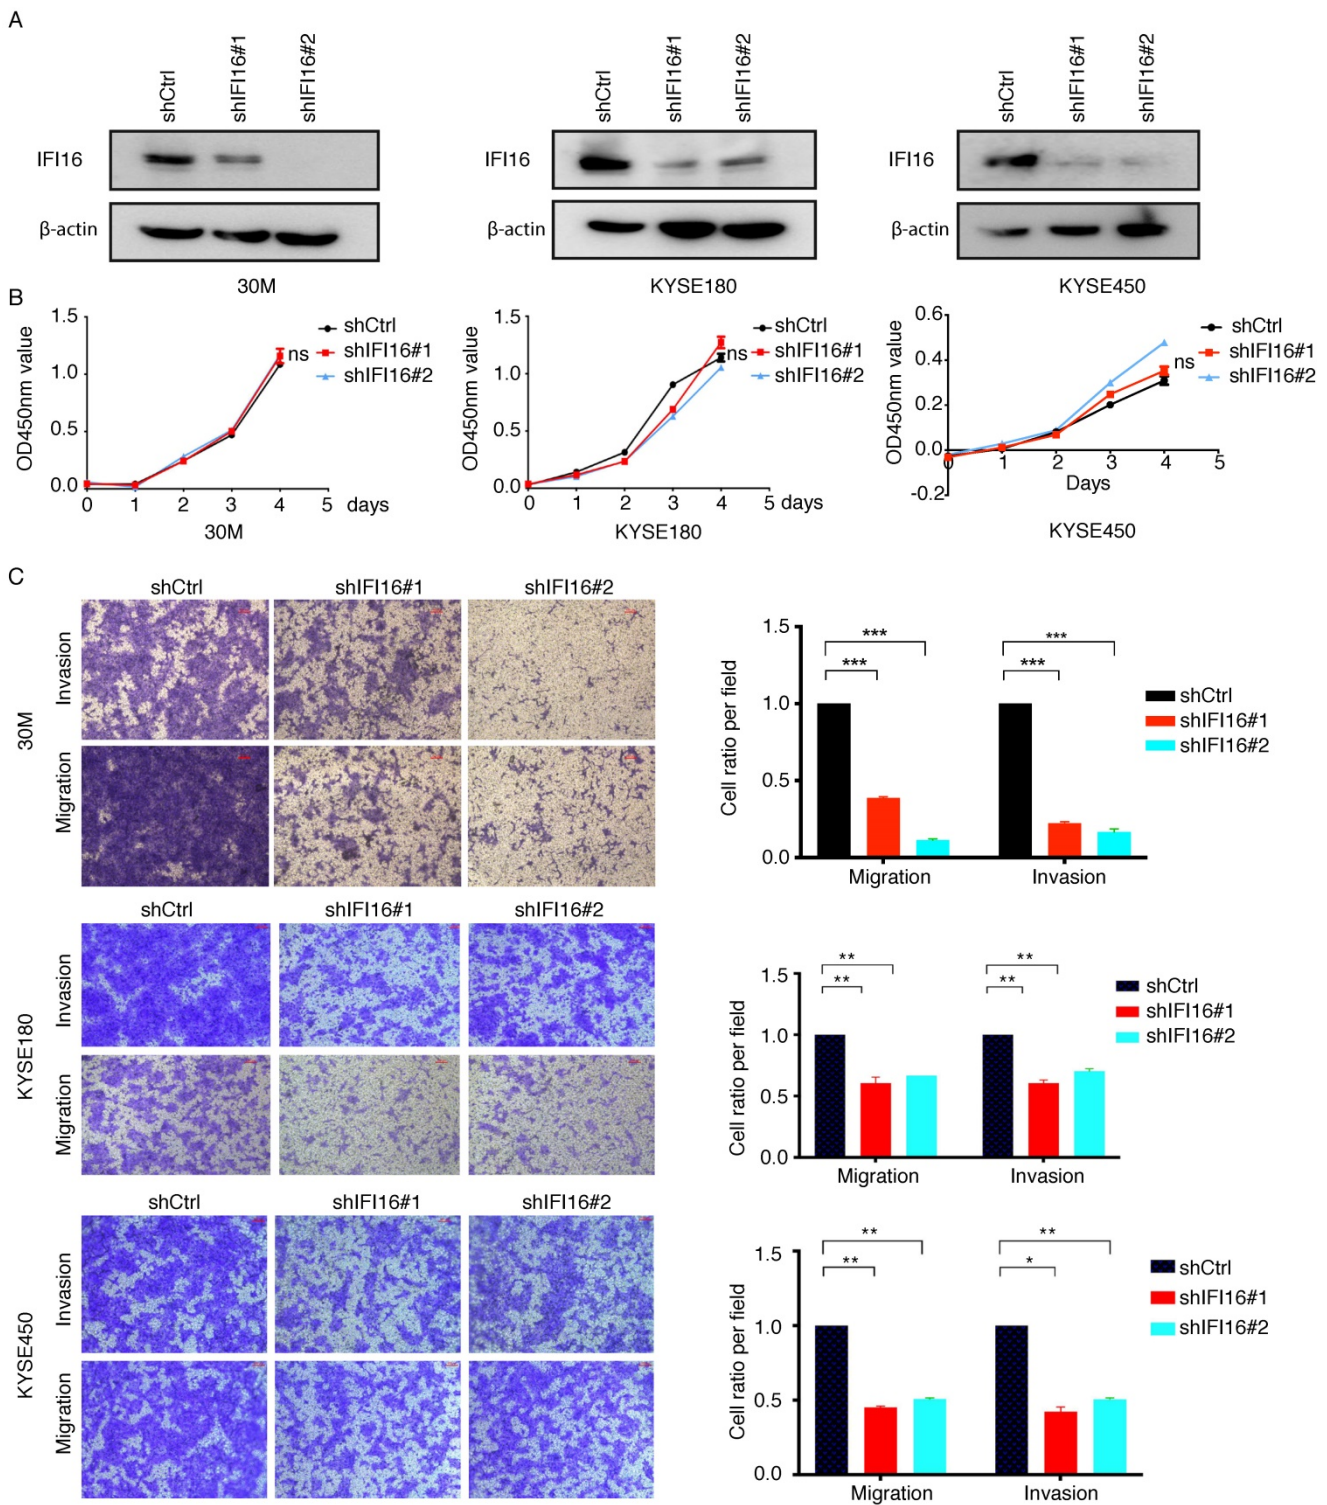 A
shCtrl
shIFI16#1
shIFI16#2
shCtrl
shIFI16#1
shIFI16#2
shCtrl
shIFI16#1
shIFI16#2
IFI16
IFI16
IFI16
β-actin
β-actin
β-actin
30M
KYSE180
KYSE450
B
OD450nm value
1.5
1.0
0.5
0.0
0 1 2 3 4 5 days
30M
shCtrl
shIFI16#1
shIFI16#2
ns
OD450nm value
1.5
1.0
0.5
0.0
0 1 2 3 4 5 days
KYSE180
shCtrl
shIFI16#1
shIFI16#2
ns
OD450nm value
0.6
0.4
0.2
0.0
-0.2
0 1 2 3 4 5
Days
KYSE450
shCtrl
shIFI16#1
shIFI16#2
ns
C
shCtrl shIFI16#1 shIFI16#2
30M
Invasion
Migration
Cell ratio per field
1.5
1.0
0.5
0.0
*** ***
*** ***
Migration Invasion
shCtrl
shIFI16#1
shIFI16#2
shCtrl shIFI16#1 shIFI16#2
KYSE180
Invasion
Migration
Cell ratio per field
1.5
1.0
0.5
0.0
** **
** **
Migration Invasion
shCtrl
shIFI16#1
shIFI16#2
shCtrl shIFI16#1 shIFI16#2
KYSE450
Invasion
Migration
Cell ratio per field
1.5
1.0
0.5
0.0
** **
** *
Migration Invasion
shCtrl
shIFI16#1
shIFI16#2